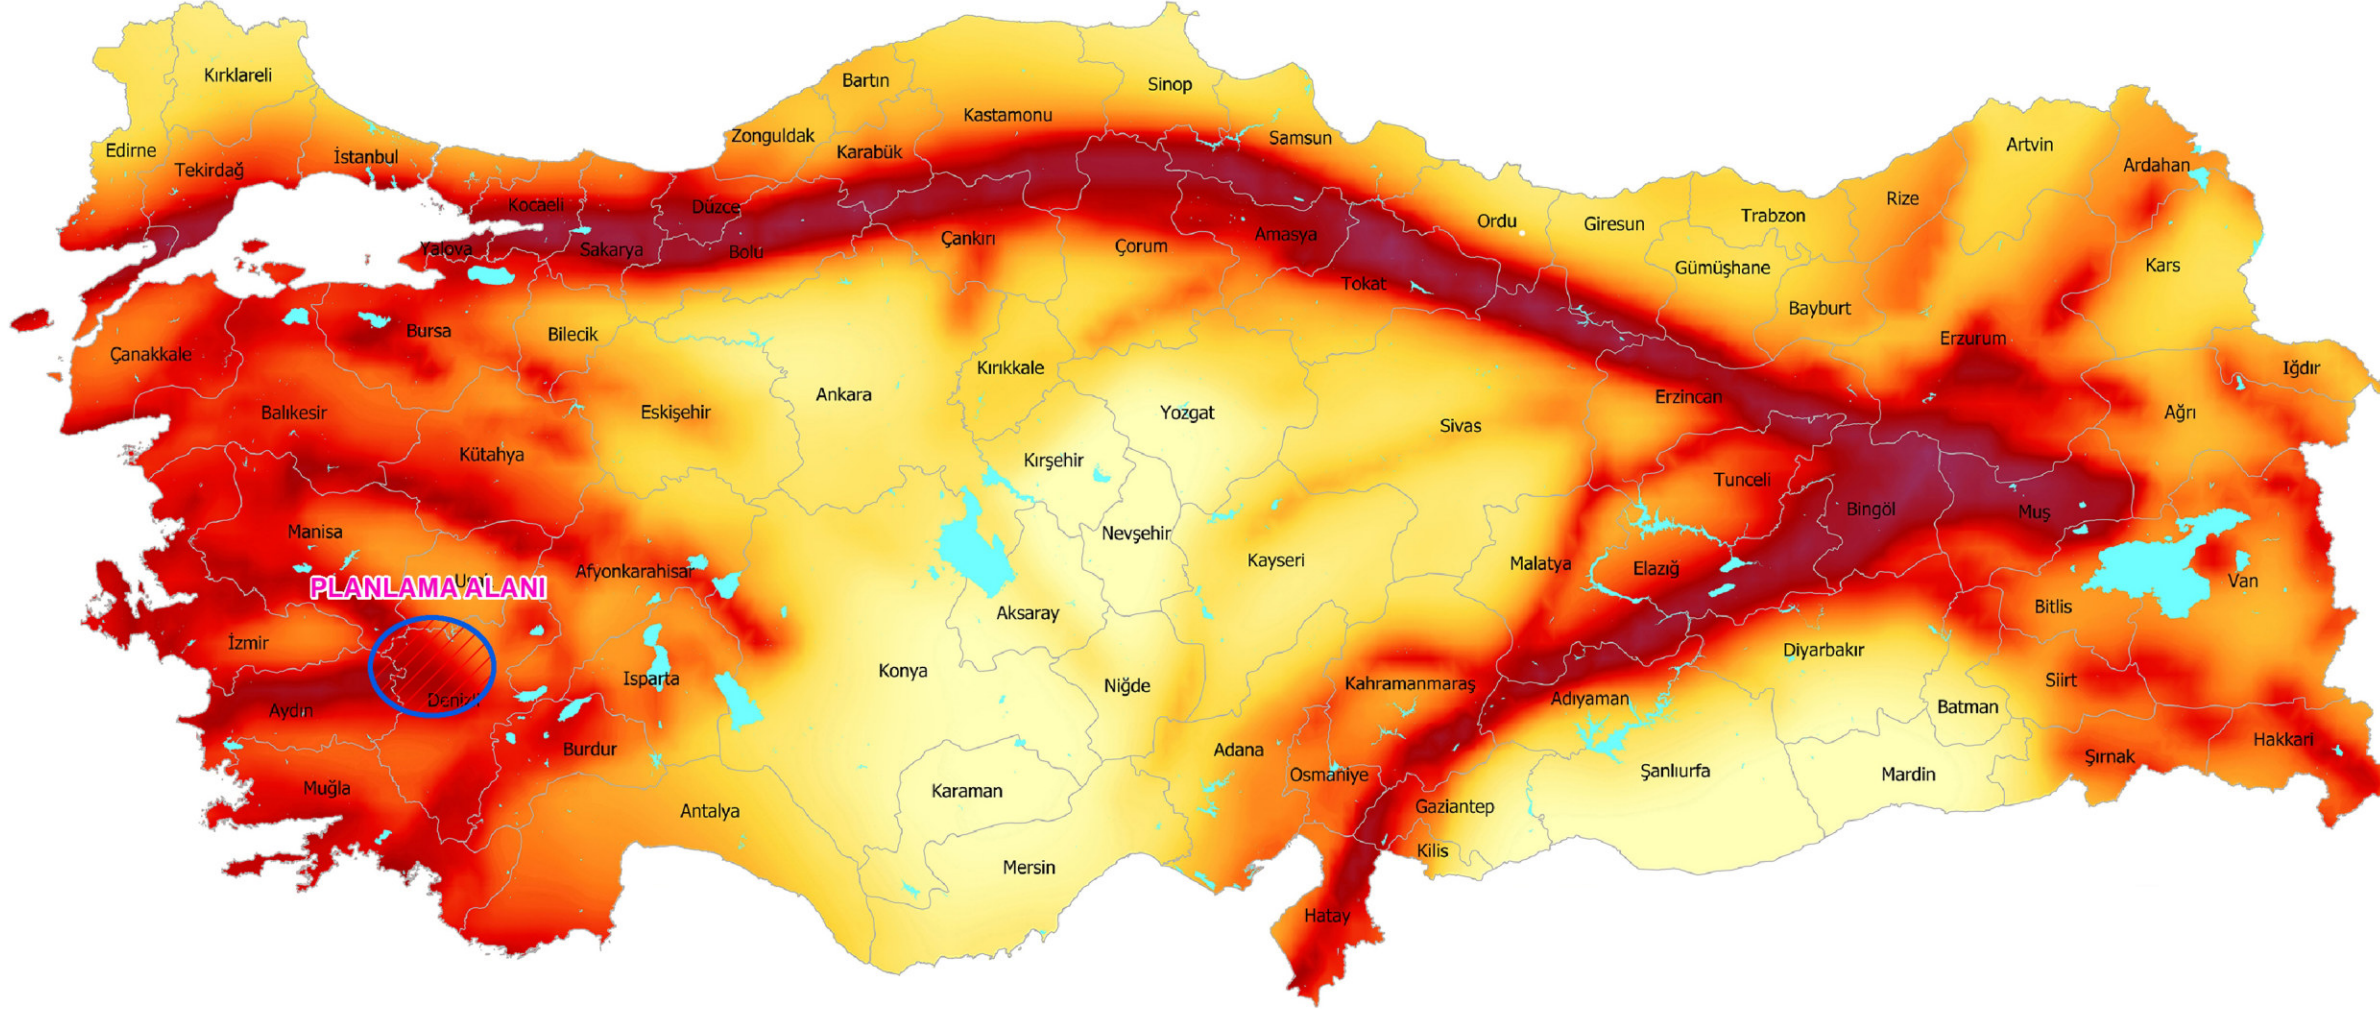 Kırklareli
Edirne
Tekirdağ
İstanbul
Kocaeli
Yalova
Sakarya
Düzce
Bolu
Zonguldak
Bartın
Karabük
Kastamonu
Sinop
Samsun
Çankırı
Çorum
Amasya
Tokat
Ordu
Giresun
Trabzon
Gümüşhane
Bayburt
Rize
Artvin
Ardahan
Kars
Erzurum
Iğdır
Ağrı
Çanakkale
Bursa
Bilecik
Balıkesir
Kütahya
Eskişehir
Ankara
Kırıkkale
Yozgat
Kırşehir
Sivas
Erzincan
Tunceli
Bingöl
Muş
Manisa
PLANLAMA ALANI
Afyonkarahisar
Nevşehir
Kayseri
Malatya
Elazığ
Bitlis
Van
İzmir
Aydın
Denizli
Isparta
Burdur
Konya
Aksaray
Niğde
Kahramanmaraş
Adıyaman
Diyarbakır
Batman
Siirt
Şırnak
Hakkari
Muğla
Antalya
Karaman
Mersin
Adana
Osmaniye
Gaziantep
Kilis
Şanlıurfa
Mardin
Hatay